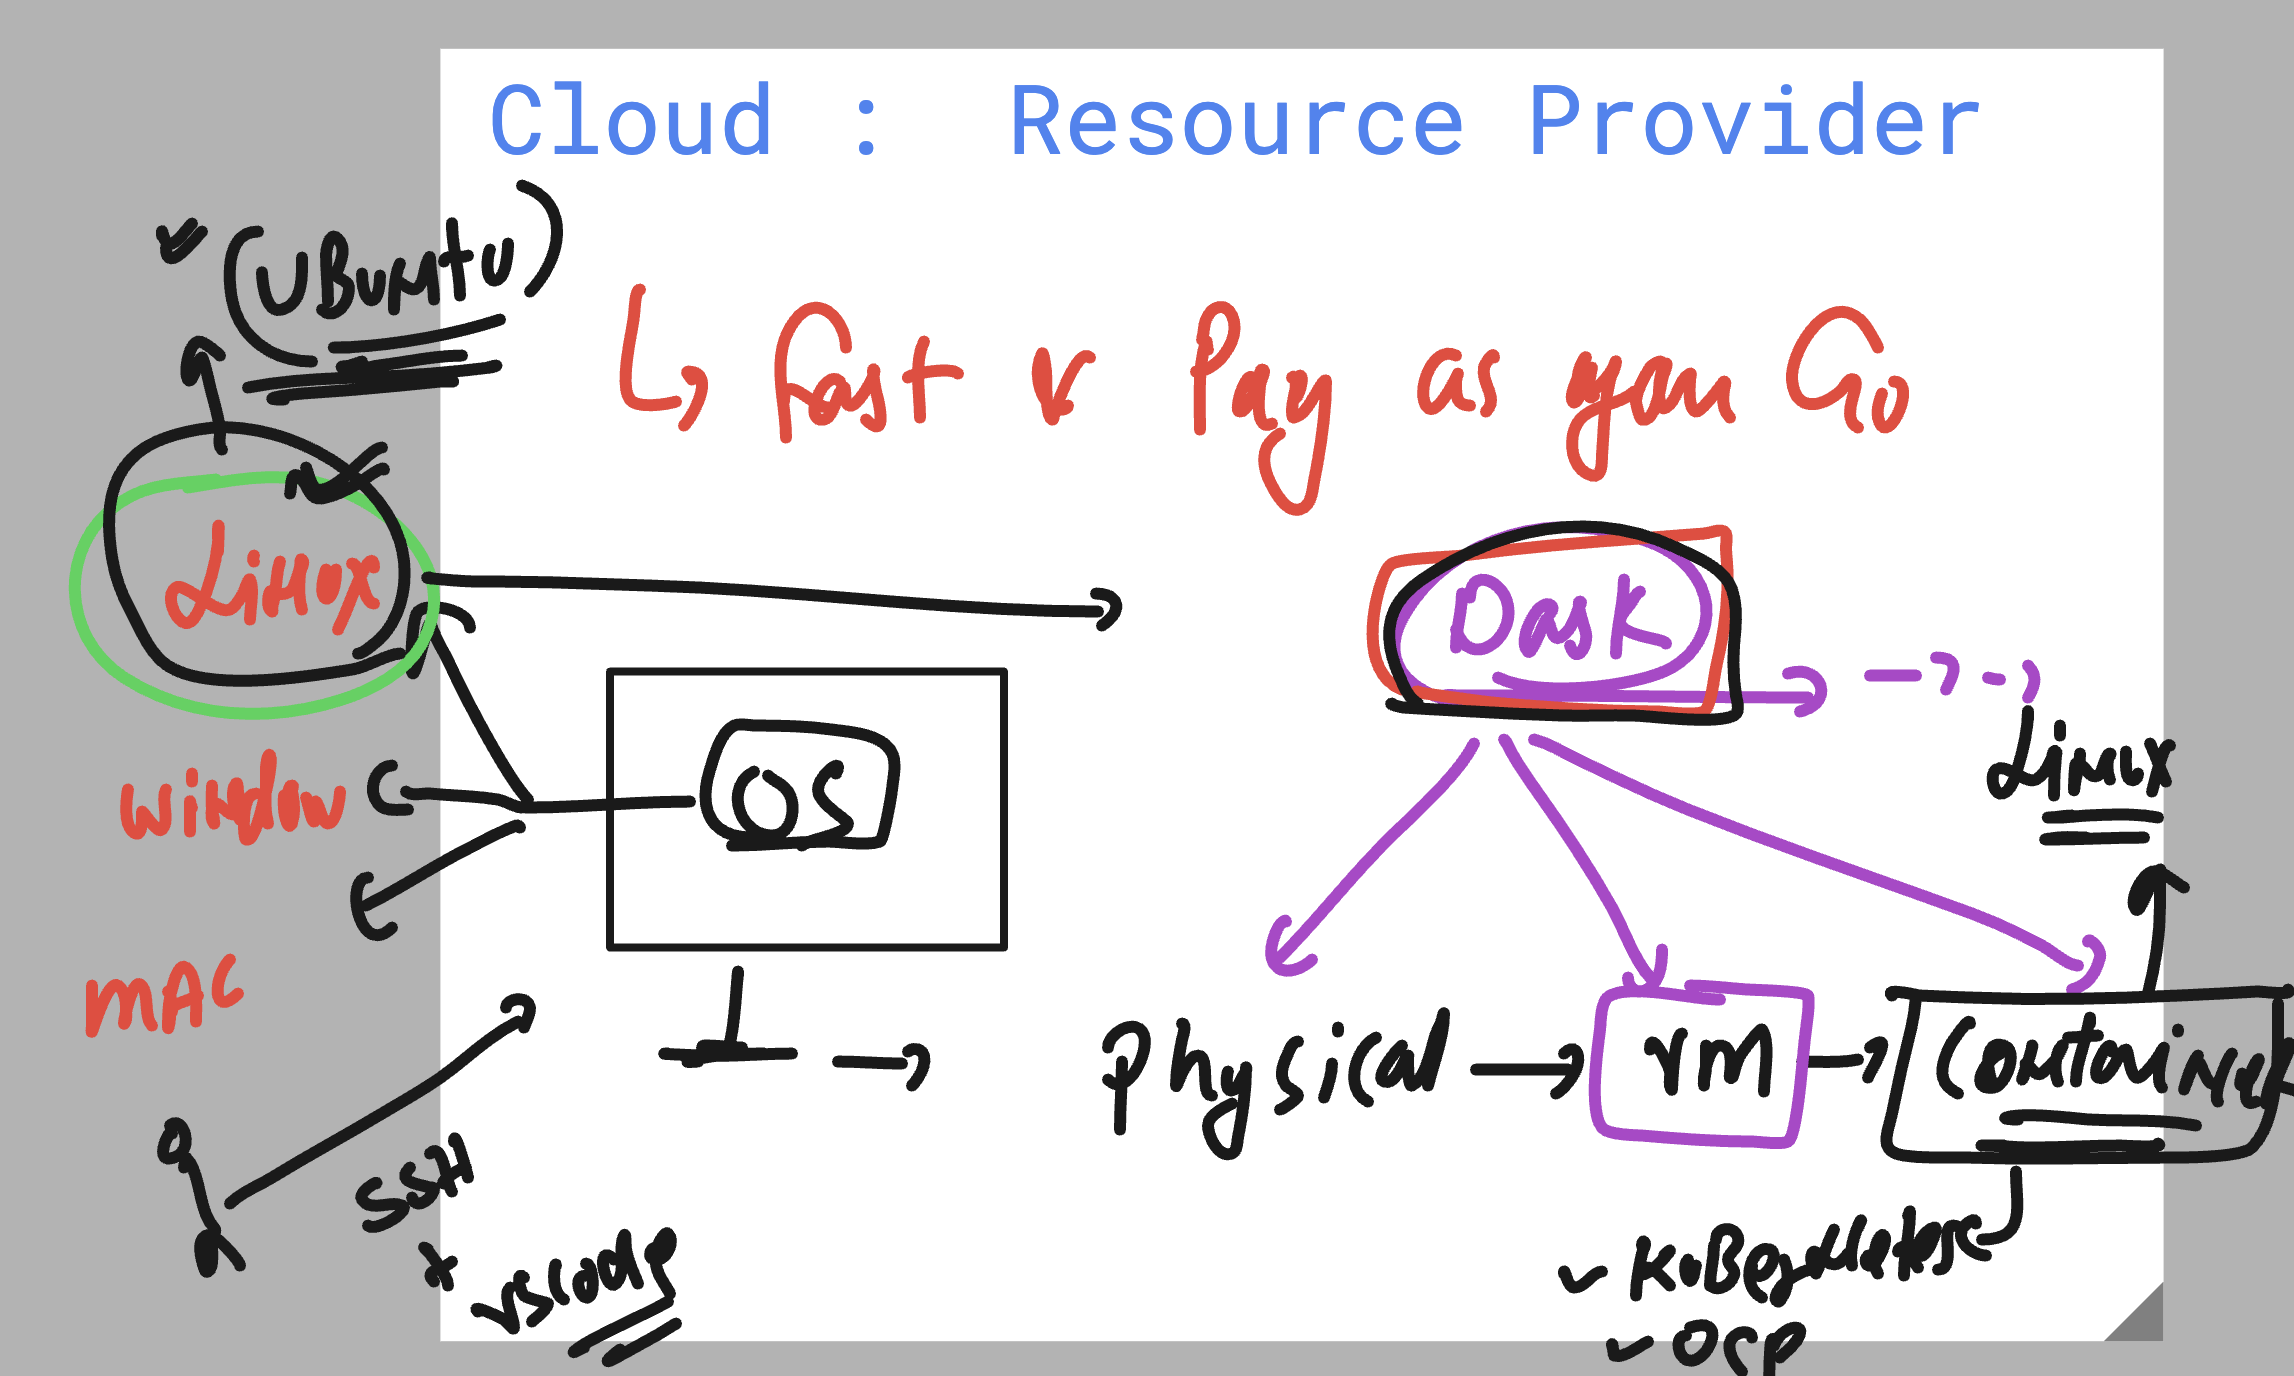 Cloud : Resource Provider
(UBuntu)
Fast & Pay as you Go
Linux
Dask
Linux
window
OS
MAC
Physical
VM
Container
SSH
+ vscode
Kubernetes
OCP